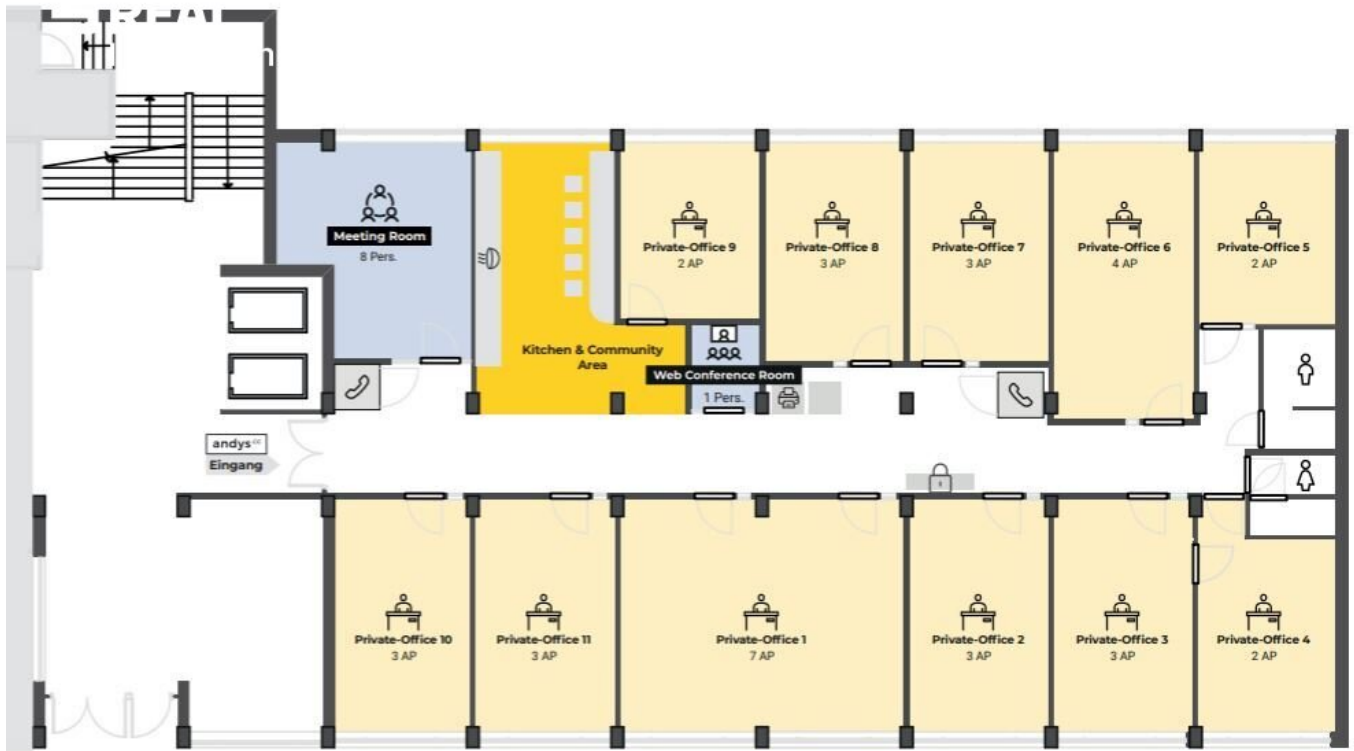 REAL
Meeting Room
8 Pers.
Private-Office 9
2 AP
Private-Office 8
3 AP
Private-Office 7
3 AP
Private-Office 6
4 AP
Private-Office 5
2 AP
Kitchen & Community
Area
Web Conference Room
1 Pers.
andys cc
Eingang
Private-Office 10
3 AP
Private-Office 11
3 AP
Private-Office 1
7 AP
Private-Office 2
3 AP
Private-Office 3
3 AP
Private-Office 4
2 AP